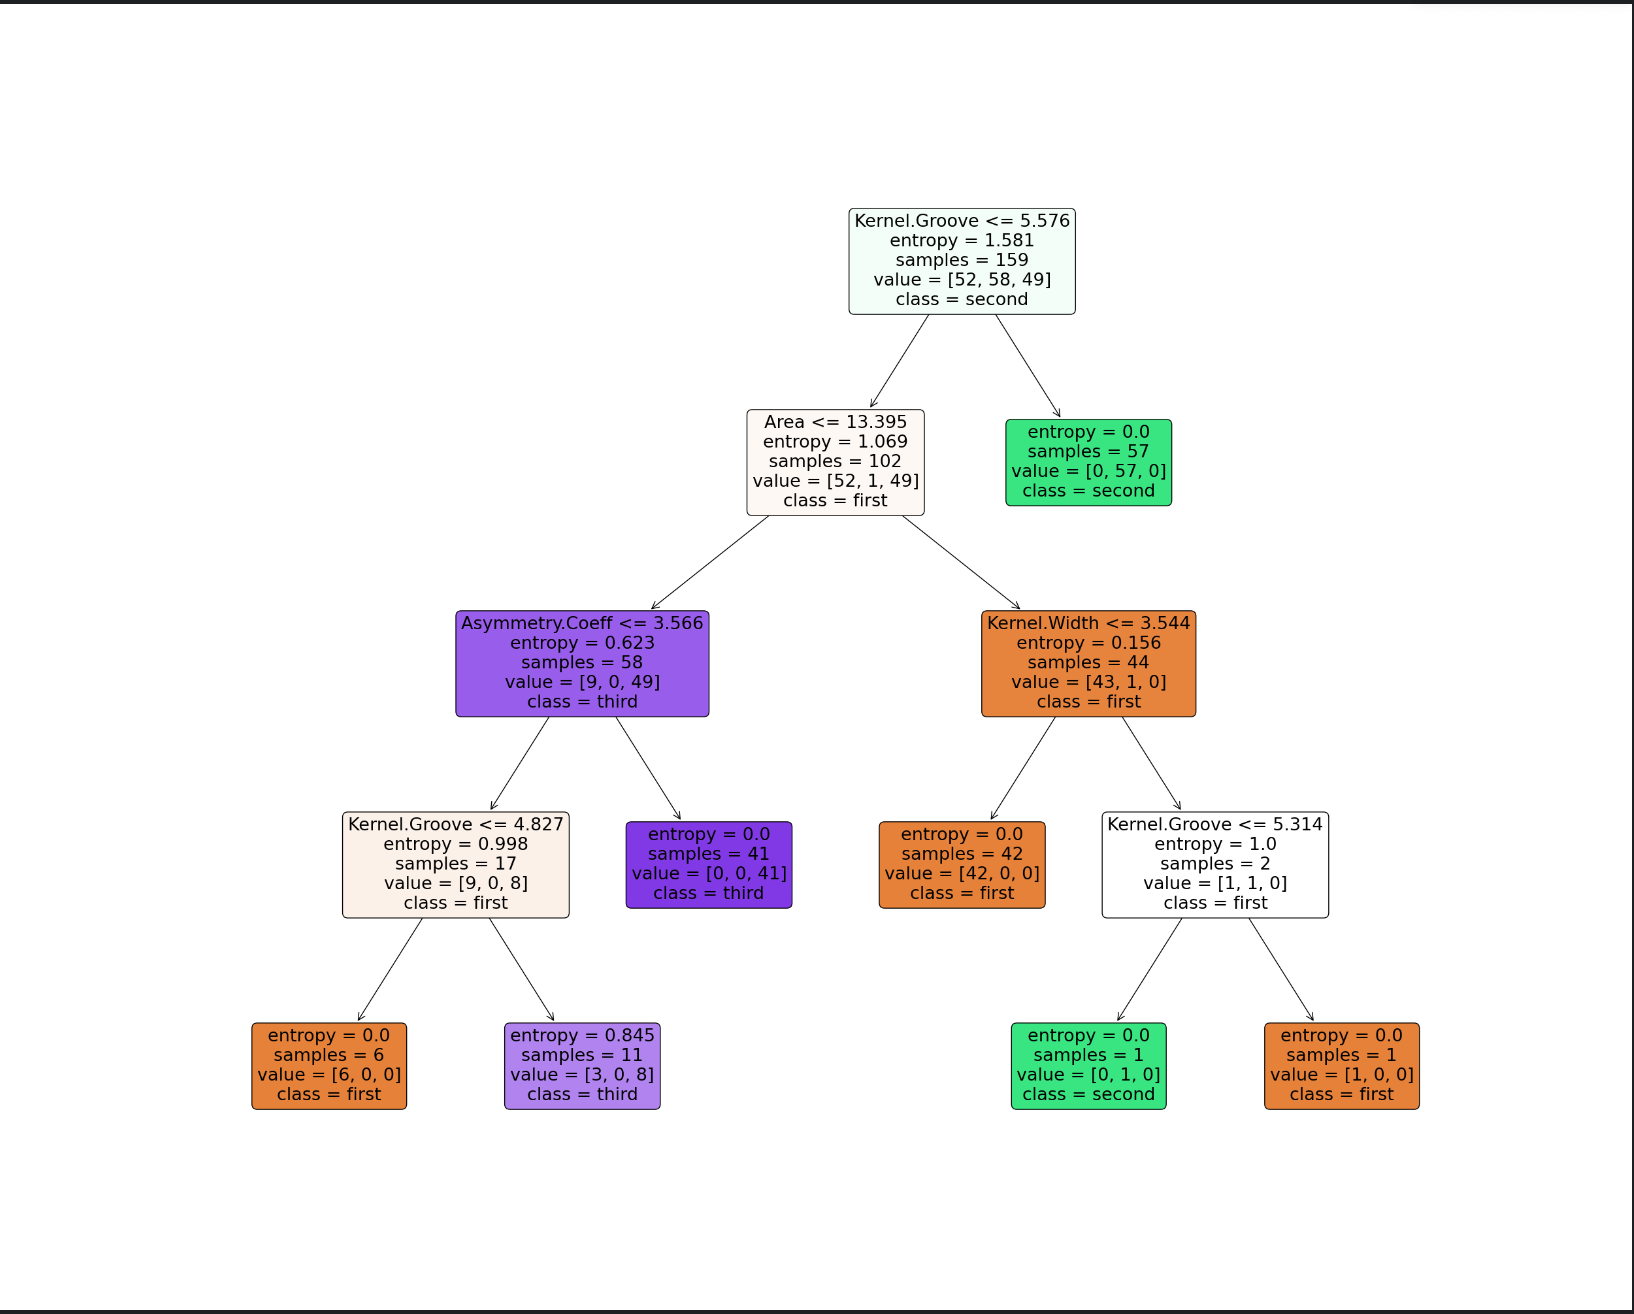 Kernel.Groove <= 5.576
entropy = 1.581
samples = 159
value = [52, 58, 49]
class = second
Area <= 13.395
entropy = 1.069
samples = 102
value = [52, 1, 49]
class = first
entropy = 0.0
samples = 57
value = [0, 57, 0]
class = second
Asymmetry.Coeff <= 3.566
entropy = 0.623
samples = 58
value = [9, 0, 49]
class = third
Kernel.Width <= 3.544
entropy = 0.156
samples = 44
value = [43, 1, 0]
class = first
Kernel.Groove <= 4.827
entropy = 0.998
samples = 17
value = [9, 0, 8]
class = first
entropy = 0.0
samples = 41
value = [0, 0, 41]
class = third
entropy = 0.0
samples = 42
value = [42, 0, 0]
class = first
Kernel.Groove <= 5.314
entropy = 1.0
samples = 2
value = [1, 1, 0]
class = first
entropy = 0.0
samples = 6
value = [6, 0, 0]
class = first
entropy = 0.845
samples = 11
value = [3, 0, 8]
class = third
entropy = 0.0
samples = 1
value = [0, 1, 0]
class = second
entropy = 0.0
samples = 1
value = [1, 0, 0]
class = first